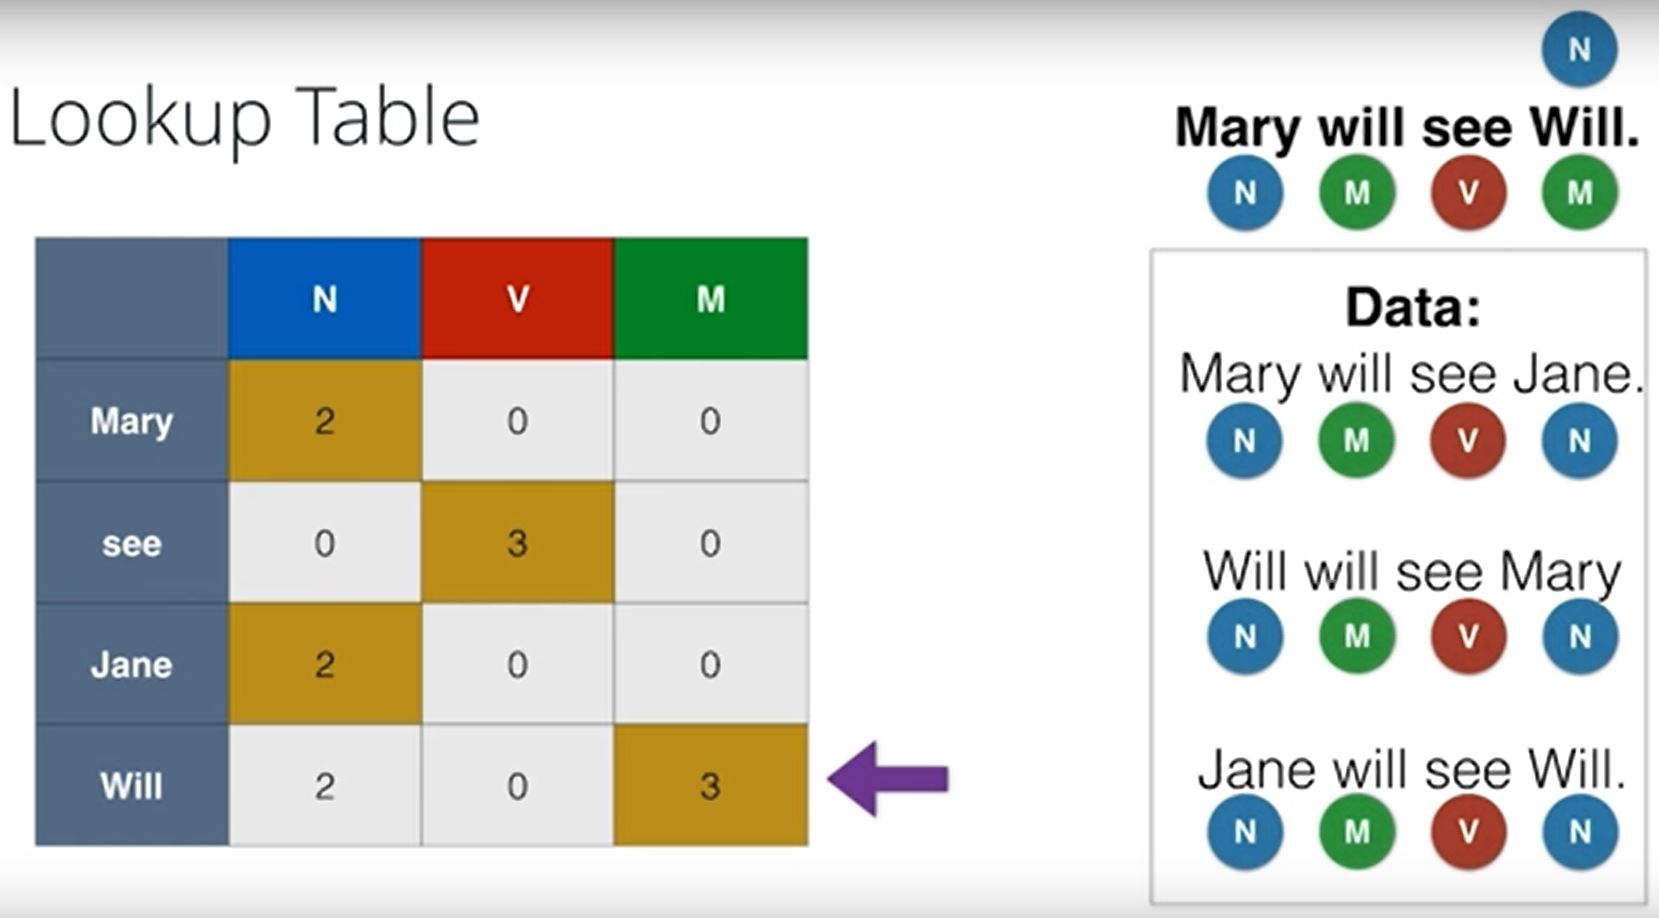 Lookup Table
N V M
Mary 2 0 0
see 0 3 0
Jane 2 0 0
Will 2 0 3
N
Mary will see Will.
N M V M
Data:
Mary will see Jane.
N M V N
Will will see Mary
N M V N
Jane will see Will.
N M V N